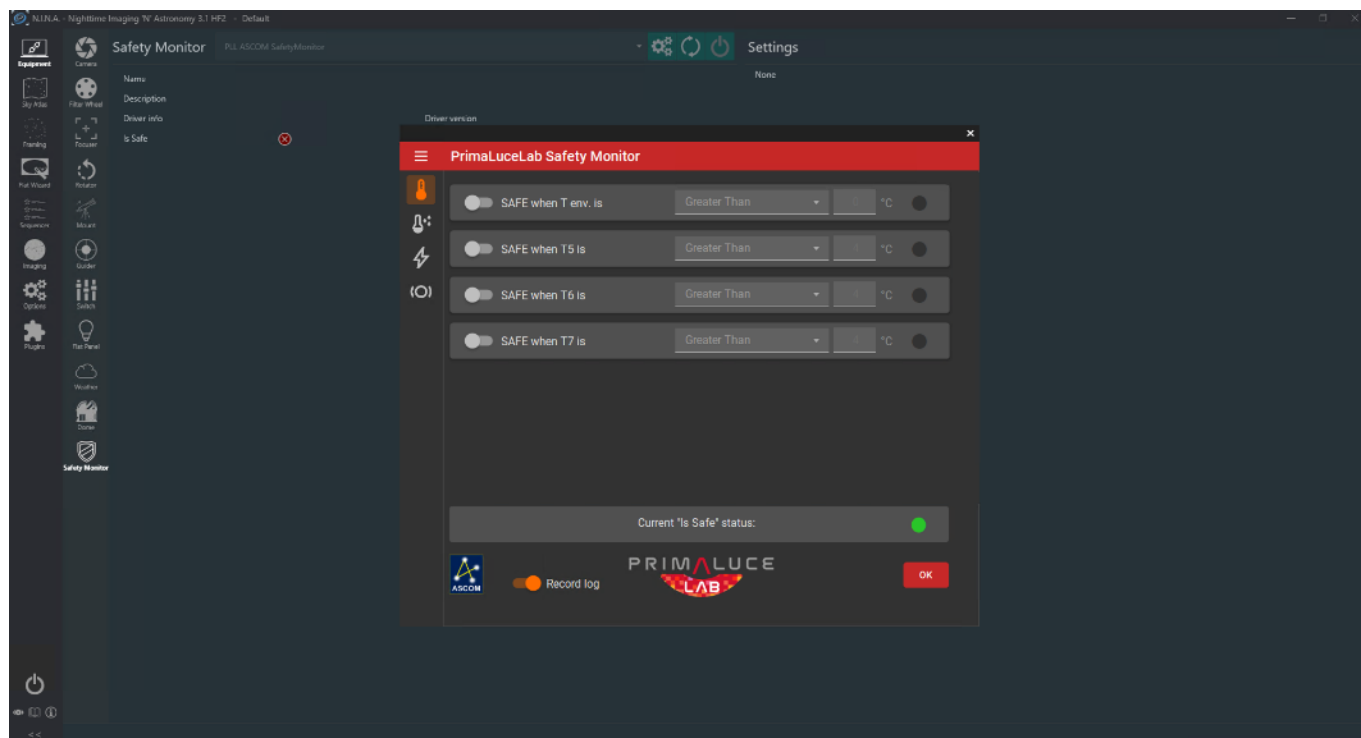 N.I.N.A. - Nighttime Imaging 'N' Astronomy 3.1 HF2 - Default
Equipment
Sky Atlas
Framing
Flat Wizard
Sequencer
Imaging
Options
Plugins
<<
Camera
Filter Wheel
Focuser
Rotator
Mount
Guider
Switch
Flat Panel
Weather
Dome
Safety Monitor
Safety Monitor PLL ASCOM SafetyMonitor Settings
Name None
Description
Driver info Driver version
Is Safe
PrimaLuceLab Safety Monitor
SAFE when T env. is Greater Than °C
SAFE when T5 is Greater Than °C
SAFE when T6 is Greater Than °C
SAFE when T7 is Greater Than °C
Current "Is Safe" status:
ASCOM Record log PRIMALUCE LAB OK